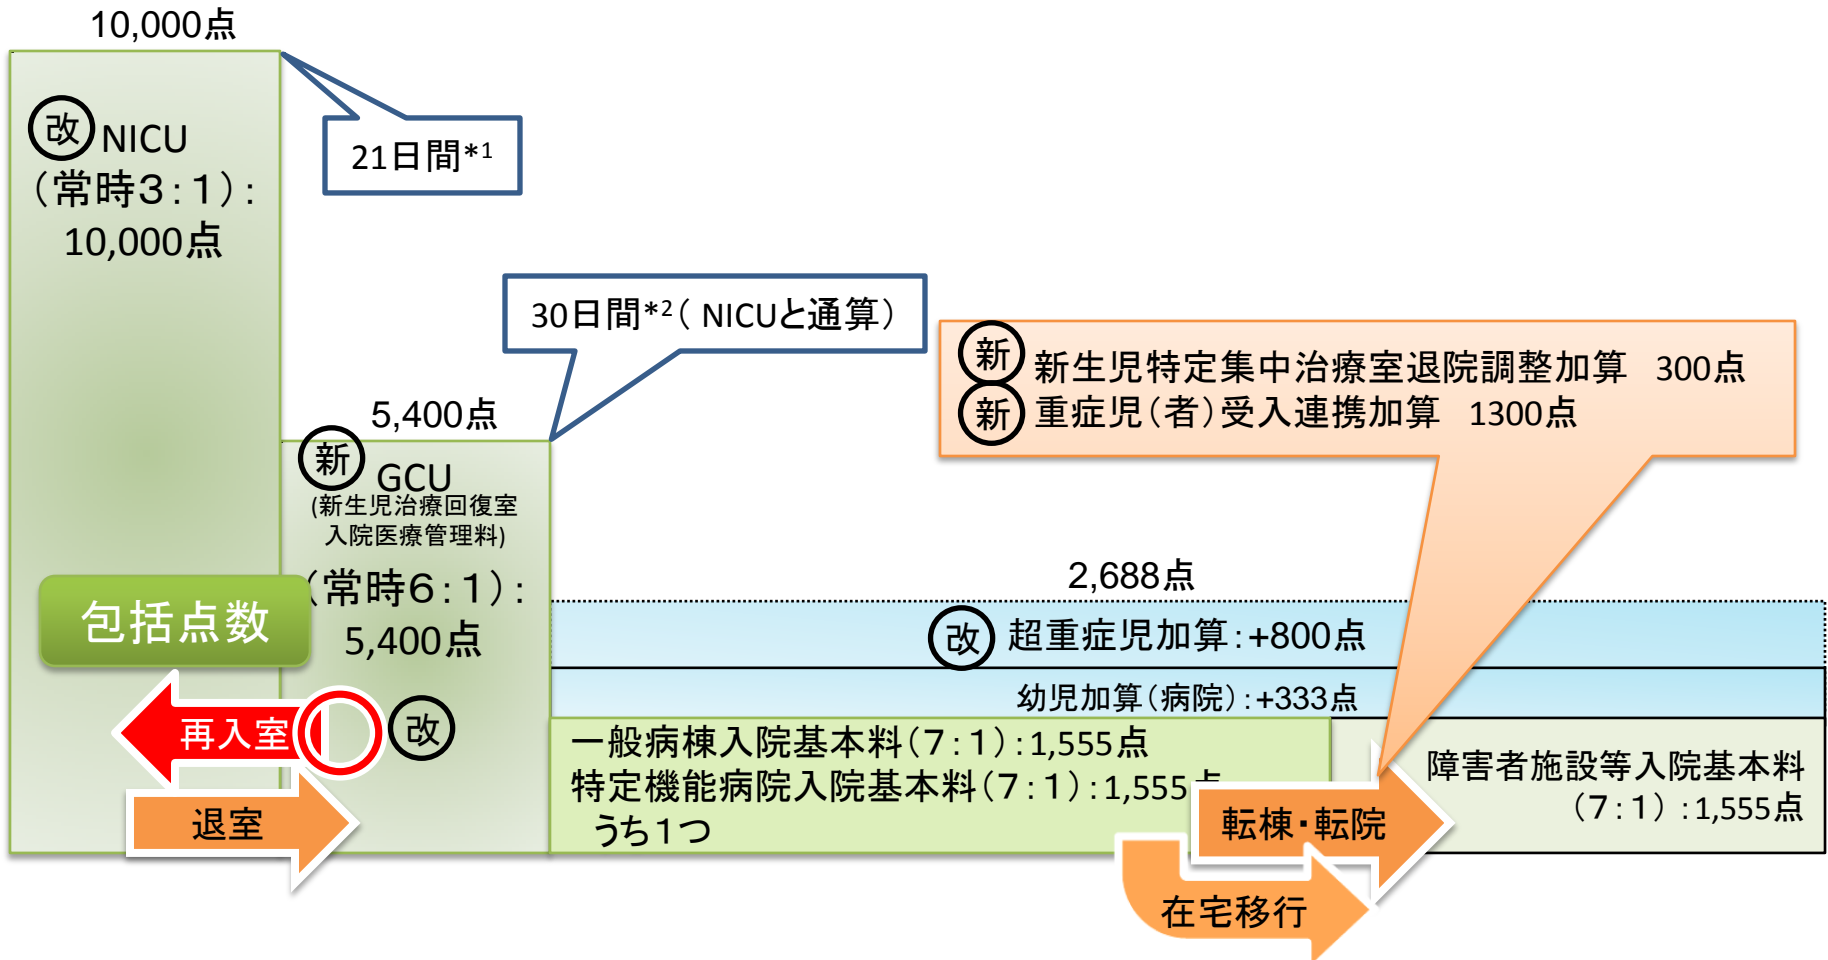 10,000点
改 NICU
（常時３：１）：
10,000点
21日間*1
30日間*2（ NICUと通算）
新 新生児特定集中治療室退院調整加算 300点
新 重症児（者）受入連携加算 1300点
5,400点
新 GCU
(新生児治療回復室
入院医療管理料)
（常時６：１）：
5,400点
包括点数
再入室
改
退室
2,688点
改 超重症児加算：+800点
幼児加算（病院）：+333点
一般病棟入院基本料（７：１）：1,555点
特定機能病院入院基本料（７：１）：1,555点
うち１つ
障害者施設等入院基本料
（７：１）：1,555点
転棟・転院
在宅移行